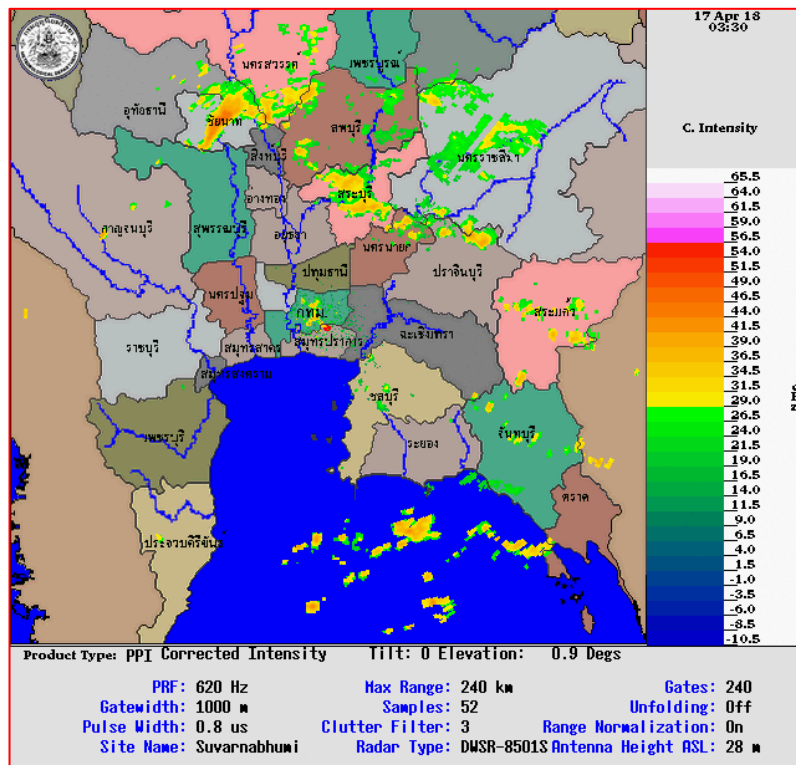 17 Apr 18
03:30
C. Intensity
65.5
64.0
61.5
59.0
56.5
54.0
51.5
49.0
46.5
44.0
41.5
39.0
36.5
34.0
31.5
29.0
26.5
24.0
21.5
19.0
16.5
14.0
11.5
9.0
6.5
4.0
1.5
-1.0
-3.5
-6.0
-8.5
-10.5
นครสวรรค์
เพชรบูรณ์
อุทัยธานี
ชัยนาท
ลพบุรี
สิงหบุรี
นครราชสีมา
อ่างทอง
สระบุรี
กาญจนบุรี
สุพรรณบุรี
อยุธยา
นครนายก
ปทุมธานี
ปราจีนบุรี
นครปฐม
กทม.
สระแก้ว
ราชบุรี
สมุทรสาคร
สมุทรปราการ
ฉะเชิงเทรา
สมุทรสงคราม
ชลบุรี
เพชรบุรี
ระยอง
จันทบุรี
ตราด
ประจวบคีรีขันธ์
Product Type: PPI Corrected Intensity Tilt: 0 Elevation: 0.9 Degs
PRF: 620 Hz Max Range: 240 km Gates: 240
Gatewidth: 1000 m Samples: 52 Unfolding: Off
Pulse Width: 0.8 us Clutter Filter: 3 Range Normalization: On
Site Name: Suvarnabhumi Radar Type: DWSR-8501S Antenna Height ASL: 28 m